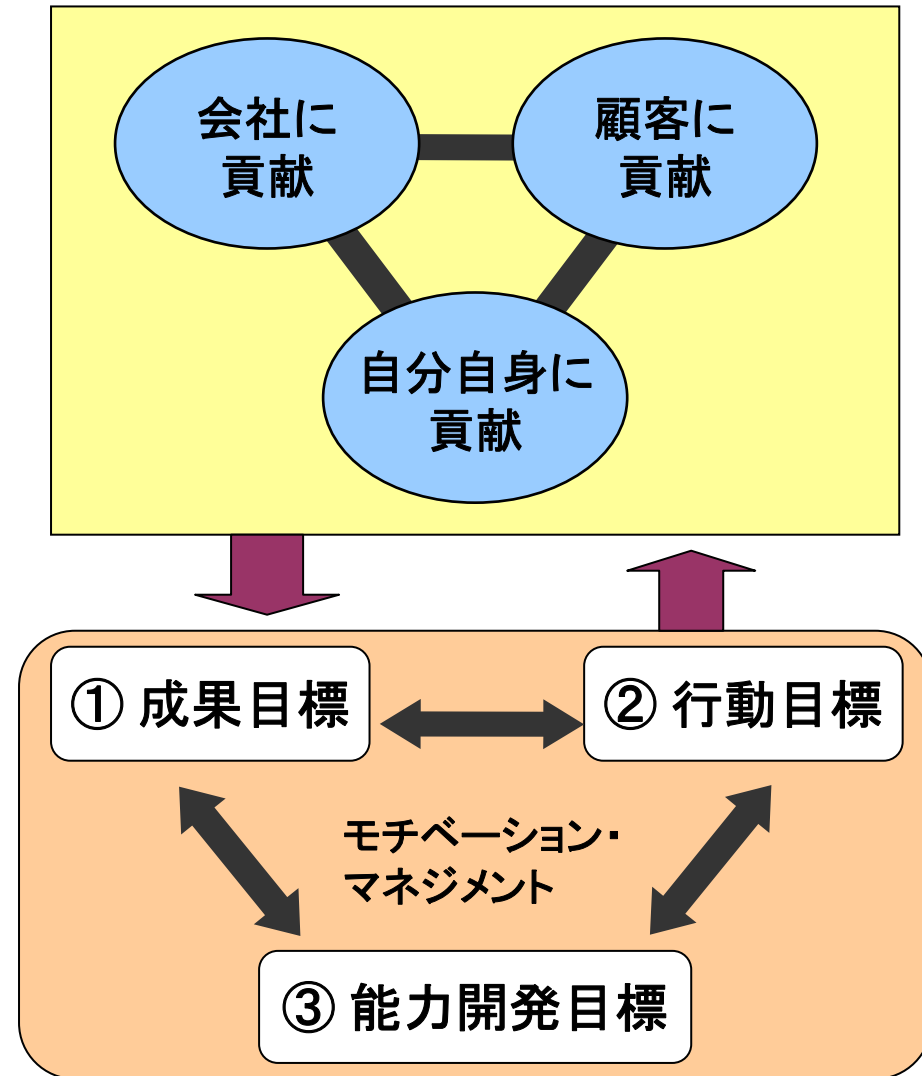 会社に
貢献
顧客に
貢献
自分自身に
貢献
① 成果目標
② 行動目標
モチベーション・
マネジメント
③ 能力開発目標